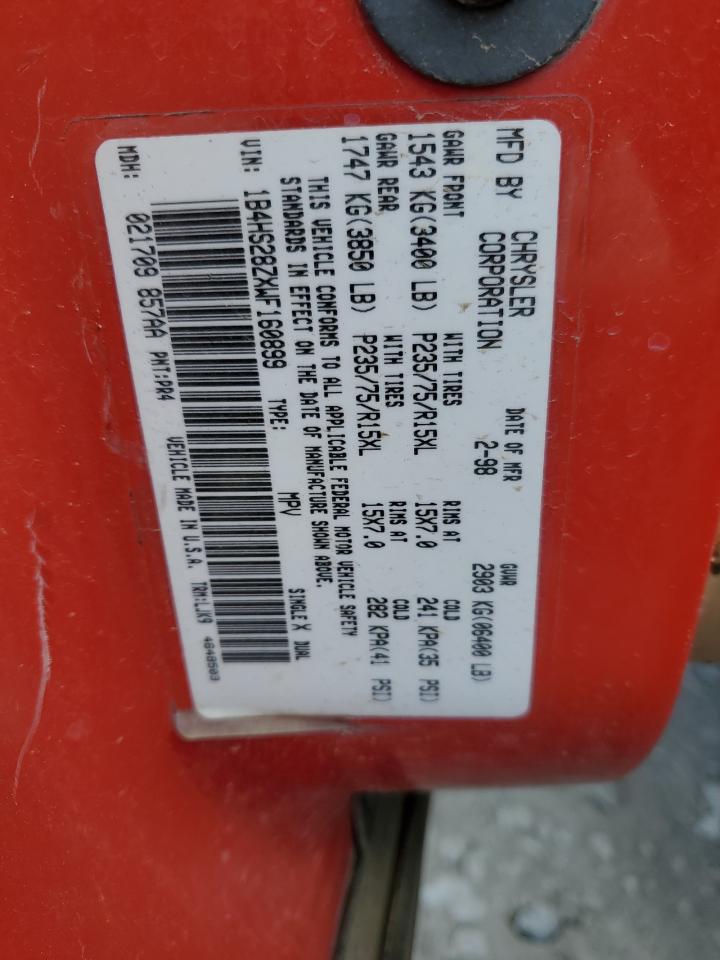 MFD BY CHRYSLER CORPORATION DATE OF MFR 2-98 GVWR 2903 KG(06400 LB)
GAWR FRONT WITH TIRES RIMS AT COLD
1543 KG(3400 LB) P235/75/R15XL 15X7.0 241 KPA(35 PSI)
GAWR REAR WITH TIRES RIMS AT COLD
1747 KG(3850 LB) P235/75/R15XL 15X7.0 282 KPA(41 PSI)
THIS VEHICLE CONFORMS TO ALL APPLICABLE FEDERAL MOTOR VEHICLE SAFETY
STANDARDS IN EFFECT ON THE DATE OF MANUFACTURE SHOWN ABOVE.
VIN: 1B4HS28ZXWF160899 TYPE: MPV SINGLE X DUAL
MDH: 021709 857AA PNT:PR4 VEHICLE MADE IN U.S.A. TRM:LJK9 4648503